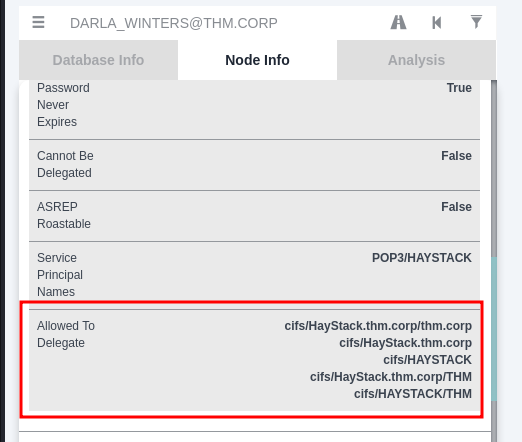 DARLA_WINTERS@THM.CORP
Database Info Node Info Analysis
Password True
Never
Expires
Cannot Be False
Delegated
ASREP False
Roastable
Service POP3/HAYSTACK
Principal
Names
Allowed To cifs/HayStack.thm.corp/thm.corp
Delegate cifs/HayStack.thm.corp
cifs/HAYSTACK
cifs/HayStack.thm.corp/THM
cifs/HAYSTACK/THM